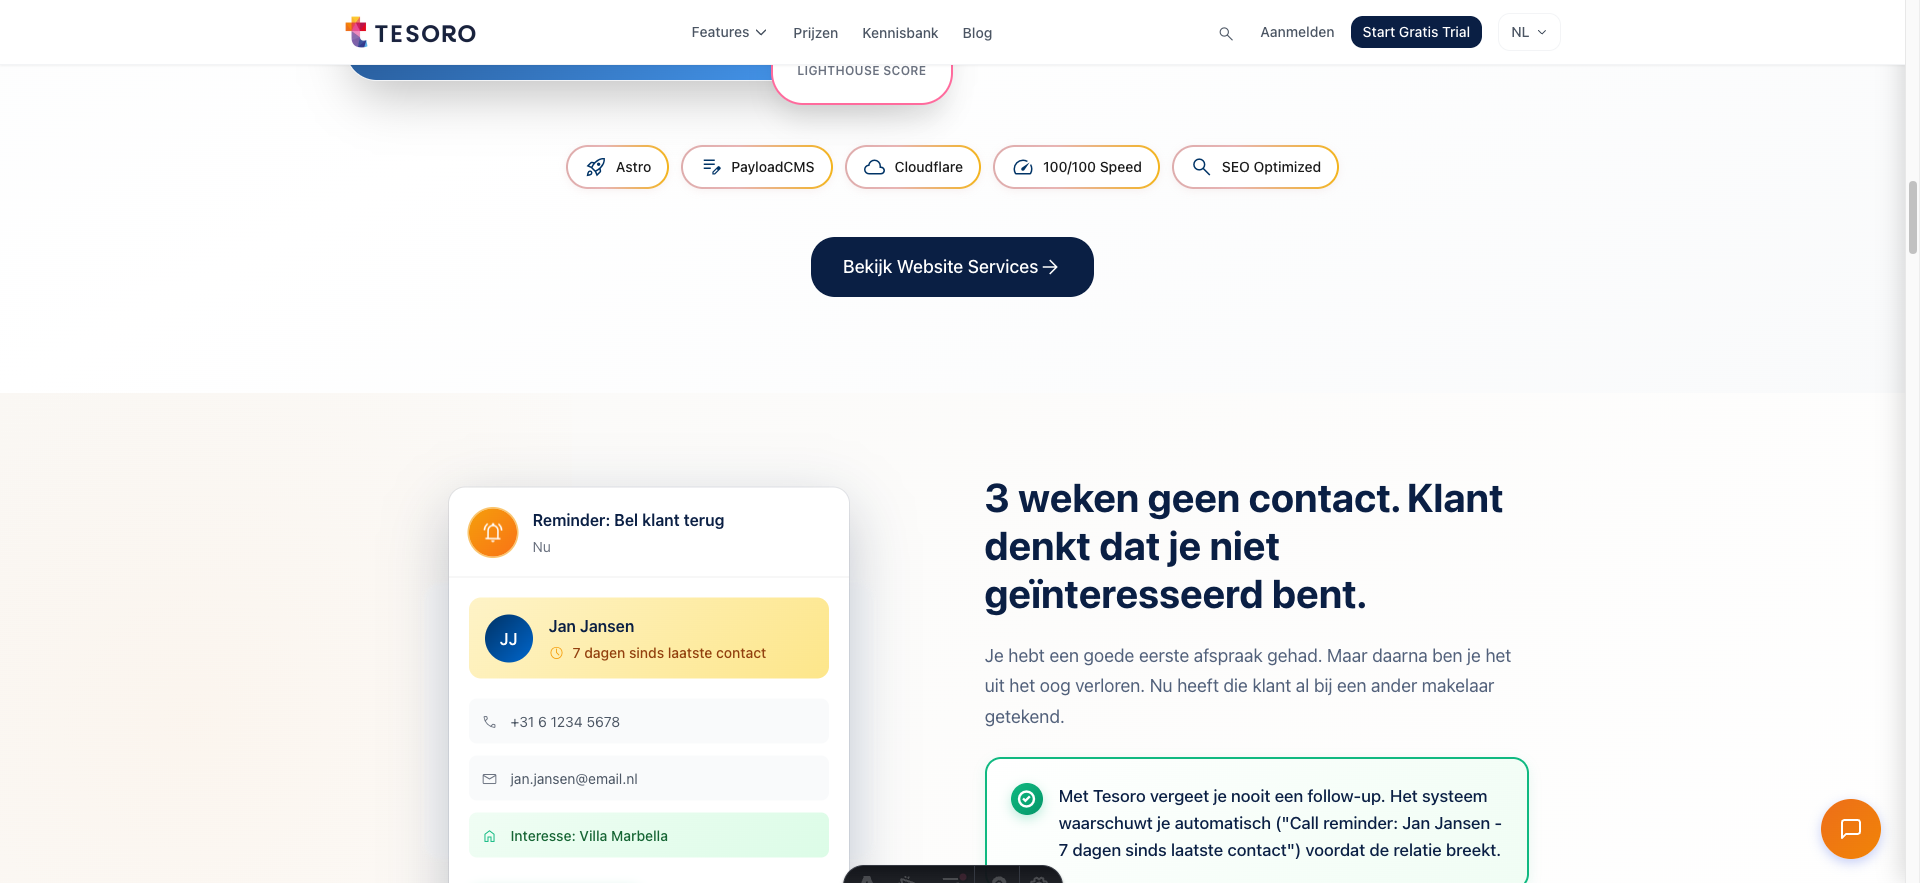 TESORO
Features
Prijzen
Kennisbank
Blog
Aanmelden
Start Gratis Trial
NL
LIGHTHOUSE SCORE
Astro
PayloadCMS
Cloudflare
100/100 Speed
SEO Optimized
Bekijk Website Services
Reminder: Bel klant terug
Nu
JJ
Jan Jansen
7 dagen sinds laatste contact
+31 6 1234 5678
jan.jansen@email.nl
Interesse: Villa Marbella
3 weken geen contact. Klant
denkt dat je niet
geïnteresseerd bent.
Je hebt een goede eerste afspraak gehad. Maar daarna ben je het
uit het oog verloren. Nu heeft die klant al bij een ander makelaar
getekend.
Met Tesoro vergeet je nooit een follow-up. Het systeem
waarschuwt je automatisch ("Call reminder: Jan Jansen -
7 dagen sinds laatste contact") voordat de relatie breekt.